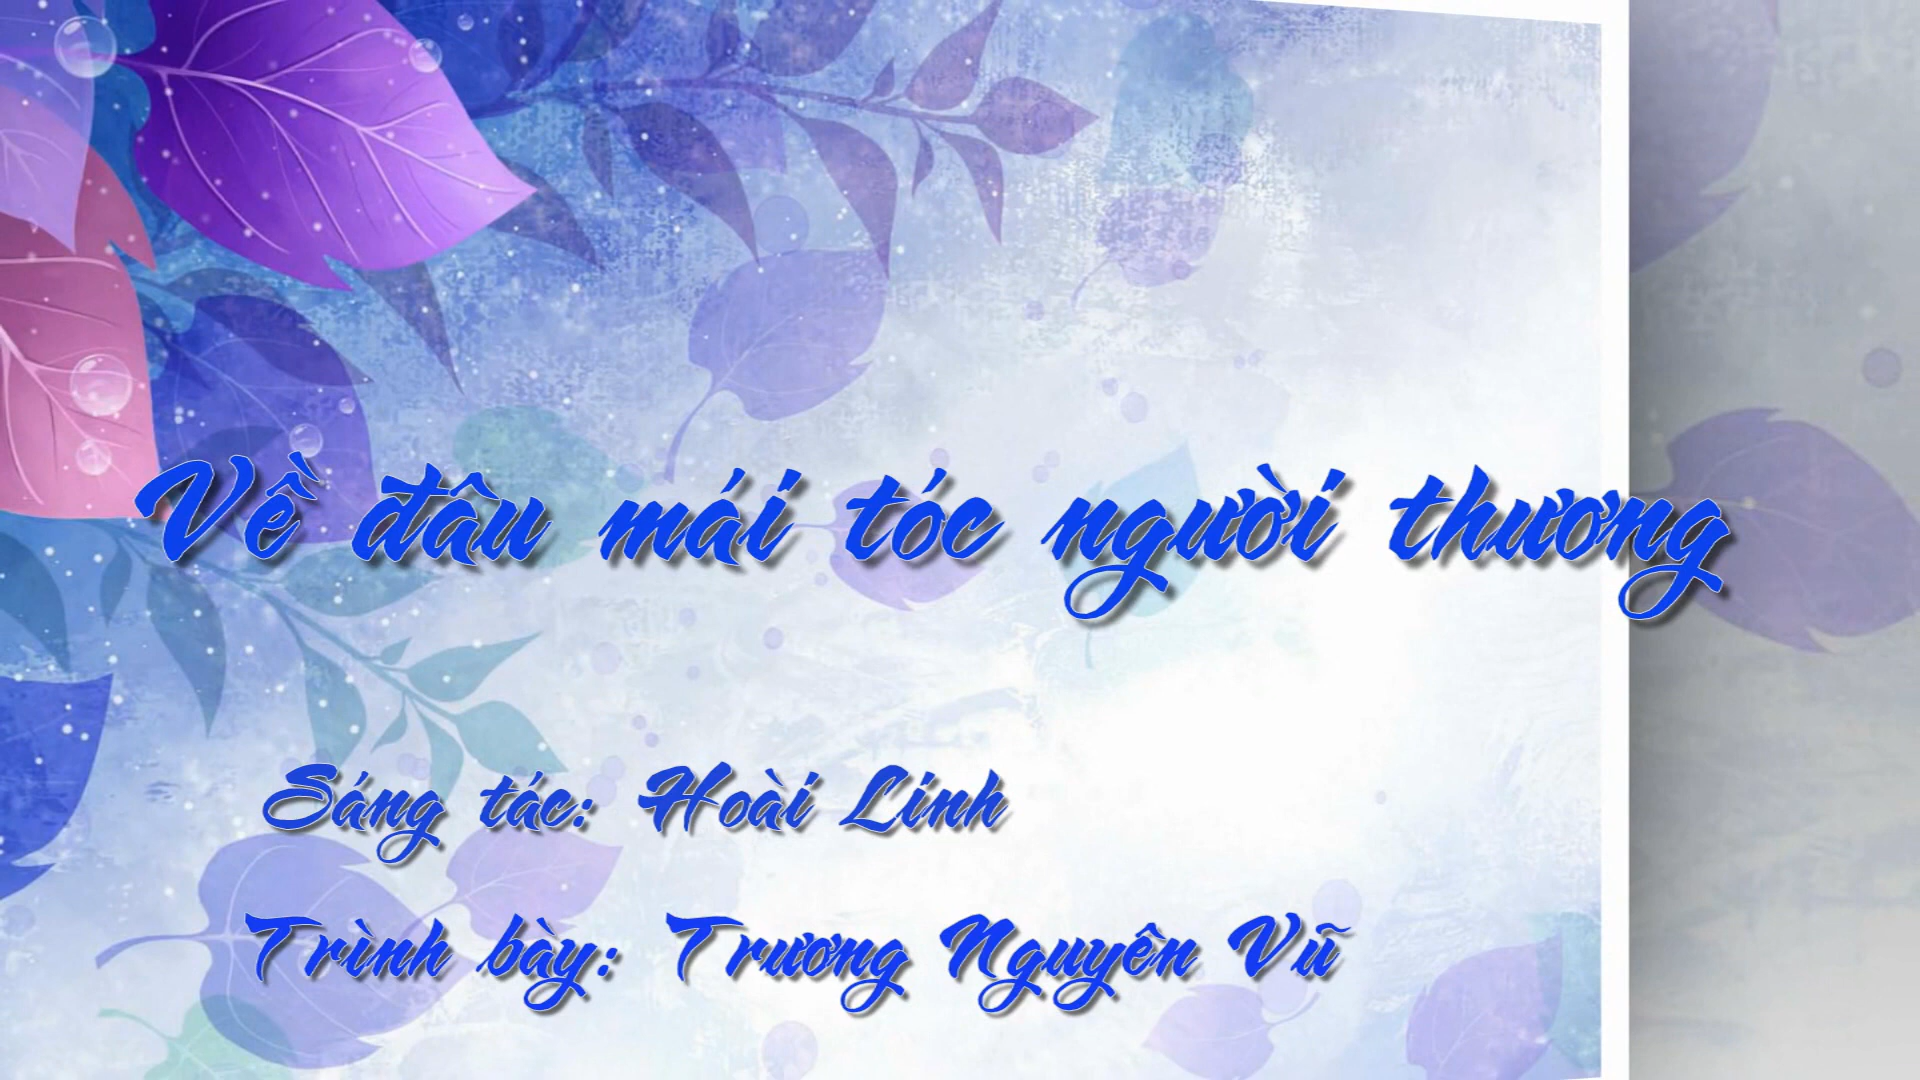 Về đâu mái tóc người thương
Sáng tác: Hoài Linh
Trình bày: Trương Nguyên Vũ